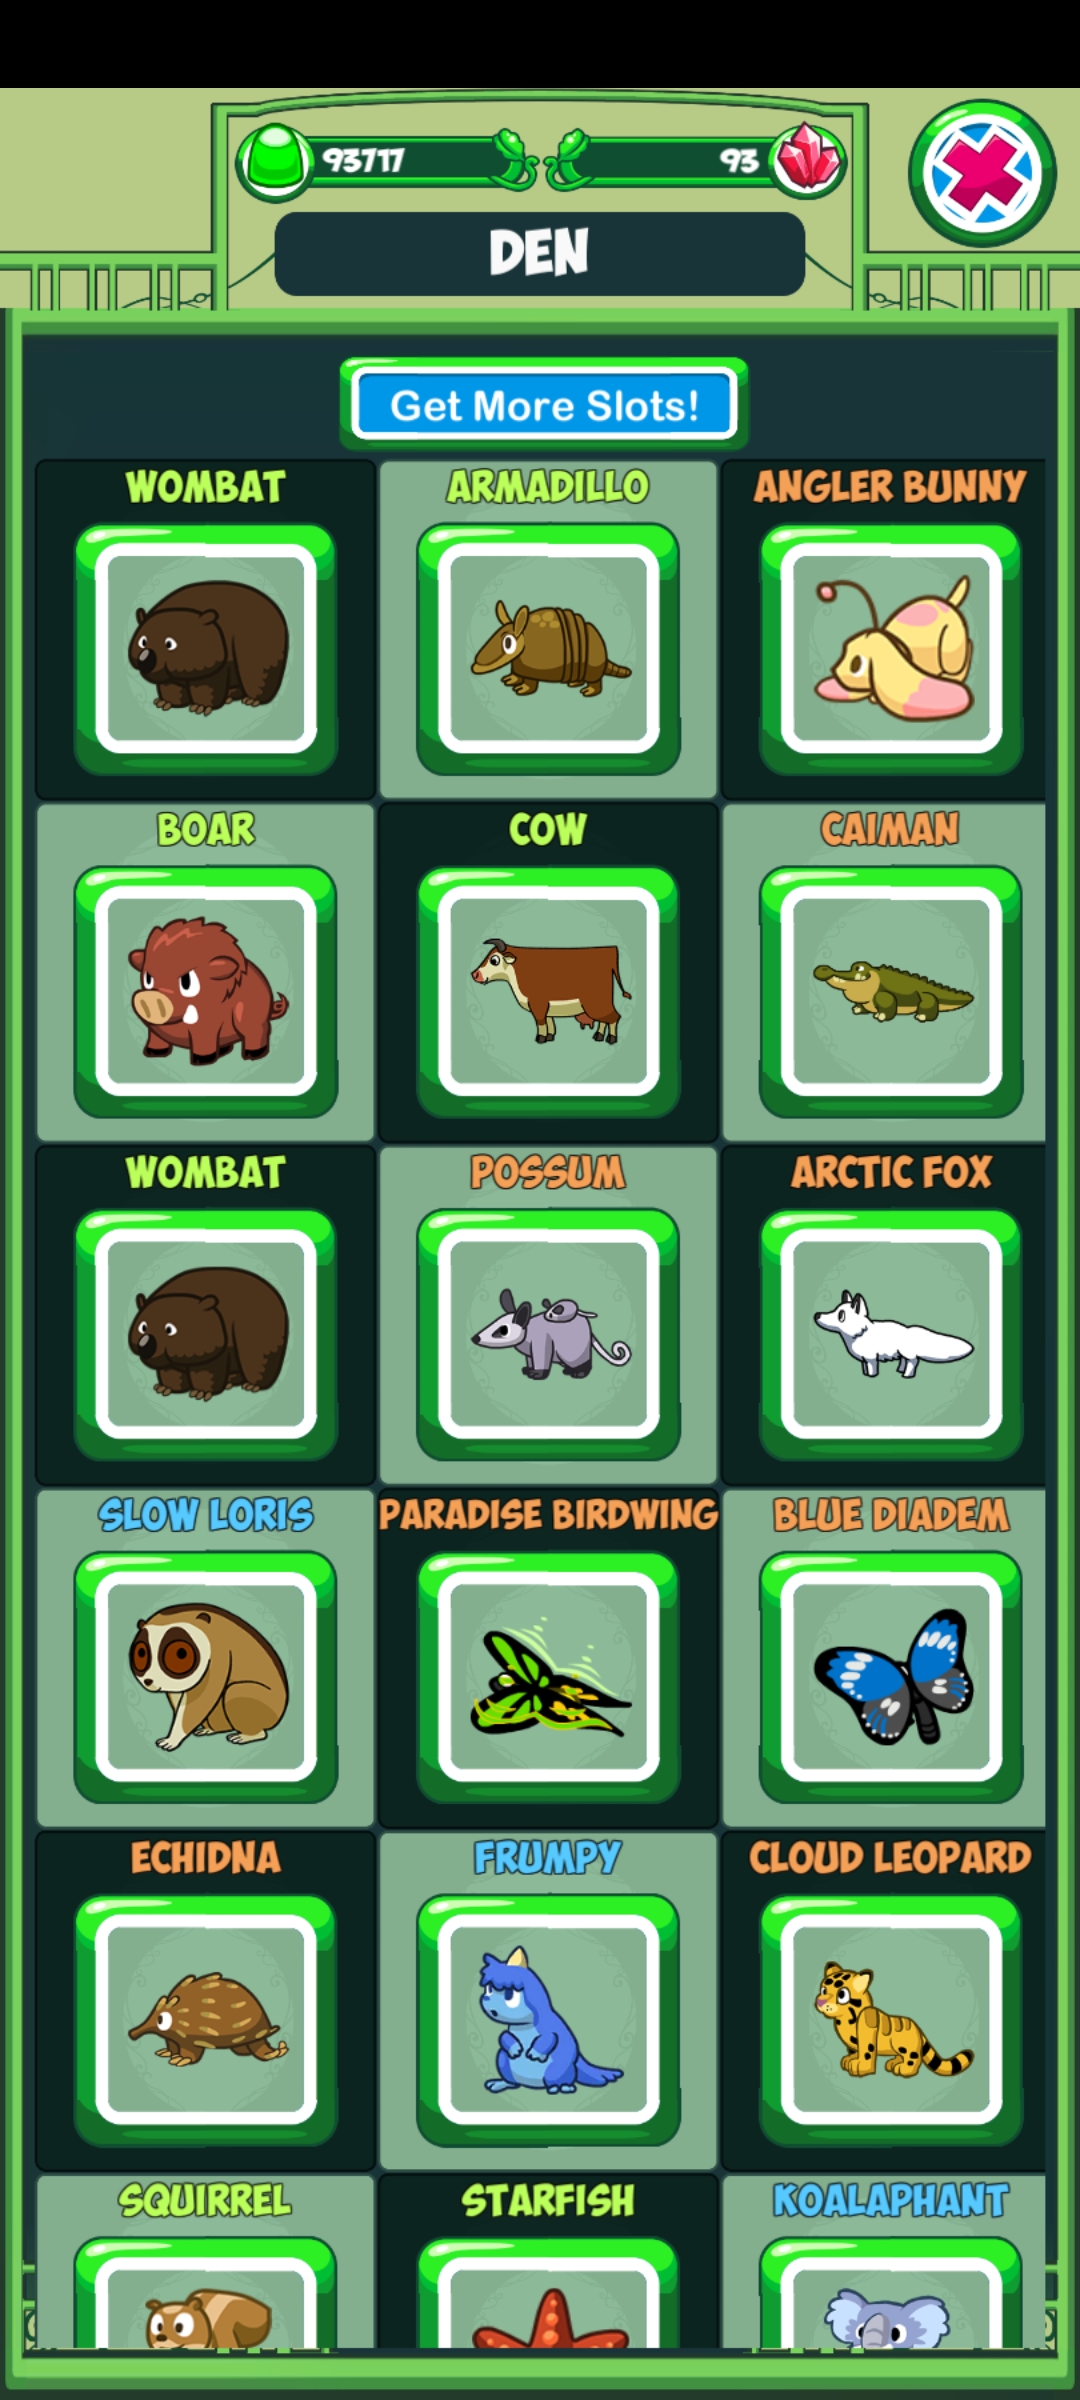 93717
93
DEN
Get More Slots!
WOMBAT
ARMADILLO
ANGLER BUNNY
BOAR
COW
CAIMAN
WOMBAT
POSSUM
ARCTIC FOX
SLOW LORIS
PARADISE BIRDWING
BLUE DIADEM
ECHIDNA
FRUMPY
CLOUD LEOPARD
SQUIRREL
STARFISH
KOALAPHANT